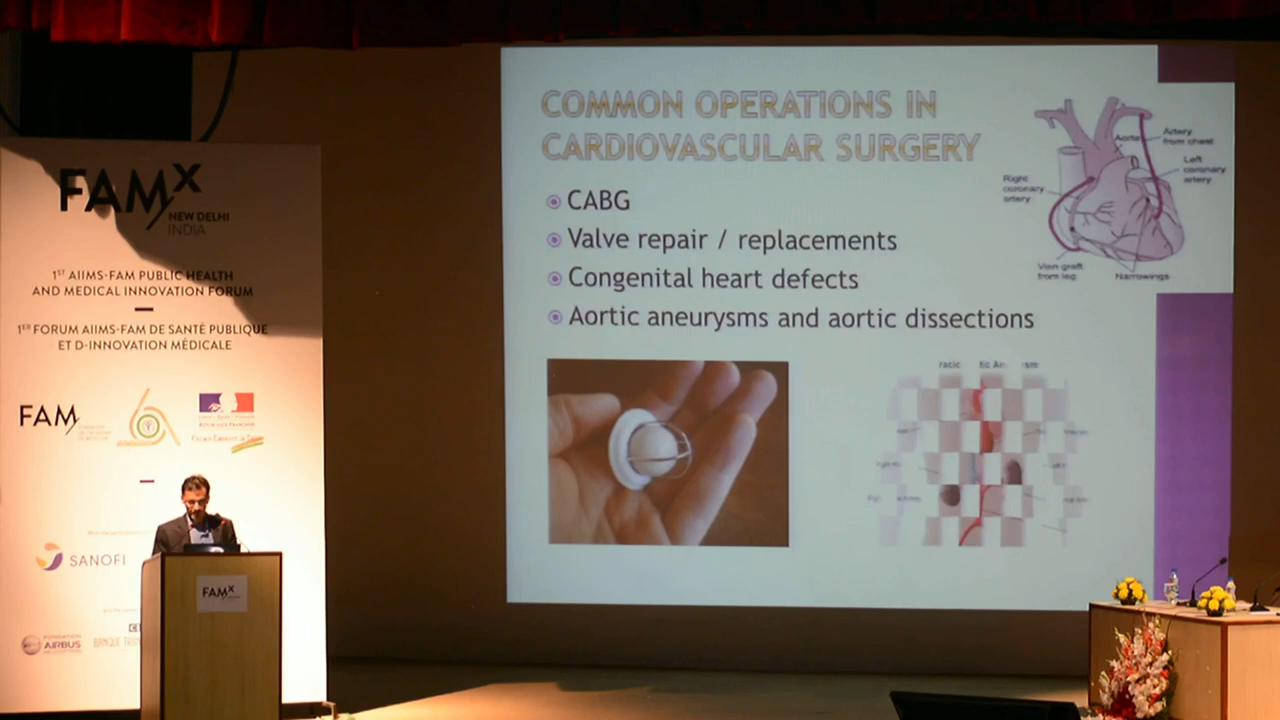 FAMX
NEW DELHI
INDIA
1ST AIIMS-FAM PUBLIC HEALTH
AND MEDICAL INNOVATION FORUM
1ER FORUM AIIMS-FAM DE SANTÉ PUBLIQUE
ET D-INNOVATION MÉDICALE
FAM
SANOFI
FONDATION
AIRBUS
FAMX
COMMON OPERATIONS IN
CARDIOVASCULAR SURGERY
CABG
Valve repair / replacements
Congenital heart defects
Aortic aneurysms and aortic dissections
Aorta
Artery
from chest
Left
coronary
artery
Right
coronary
artery
Vein graft
from leg
Narrowings